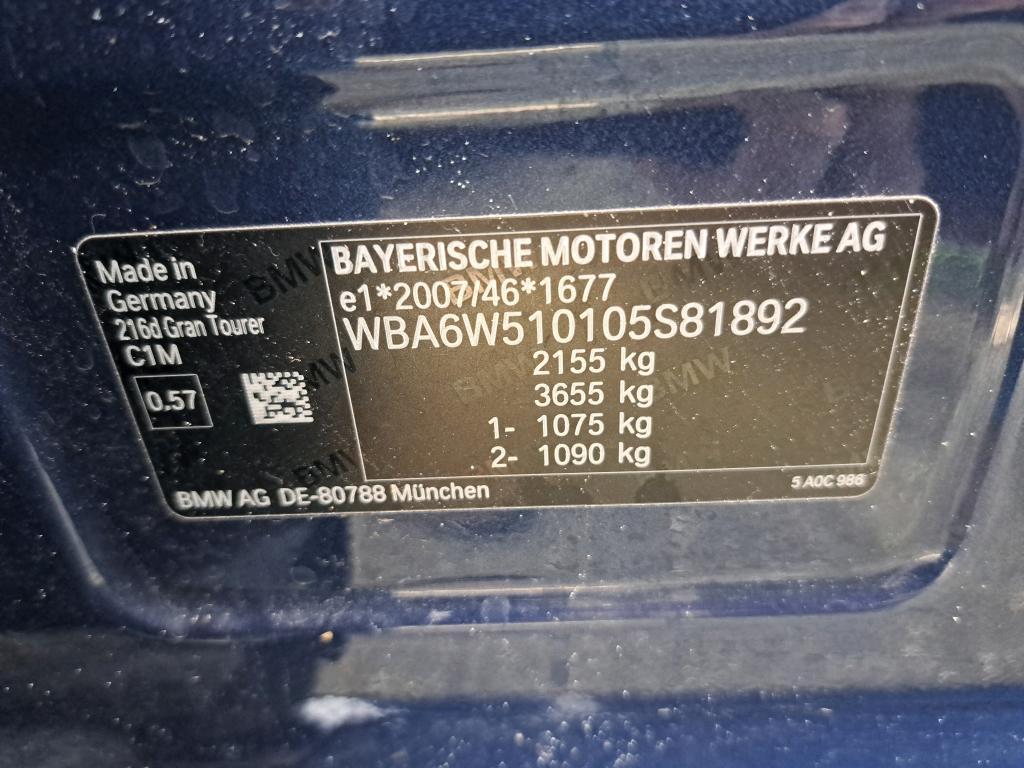 Made in
Germany
216d Gran Tourer
C1M
0.57
BAYERISCHE MOTOREN WERKE AG
e1*2007/46*1677
WBA6W510105S81892
2155 kg
3655 kg
1- 1075 kg
2- 1090 kg
BMW AG DE-80788 München
5 A0C 986